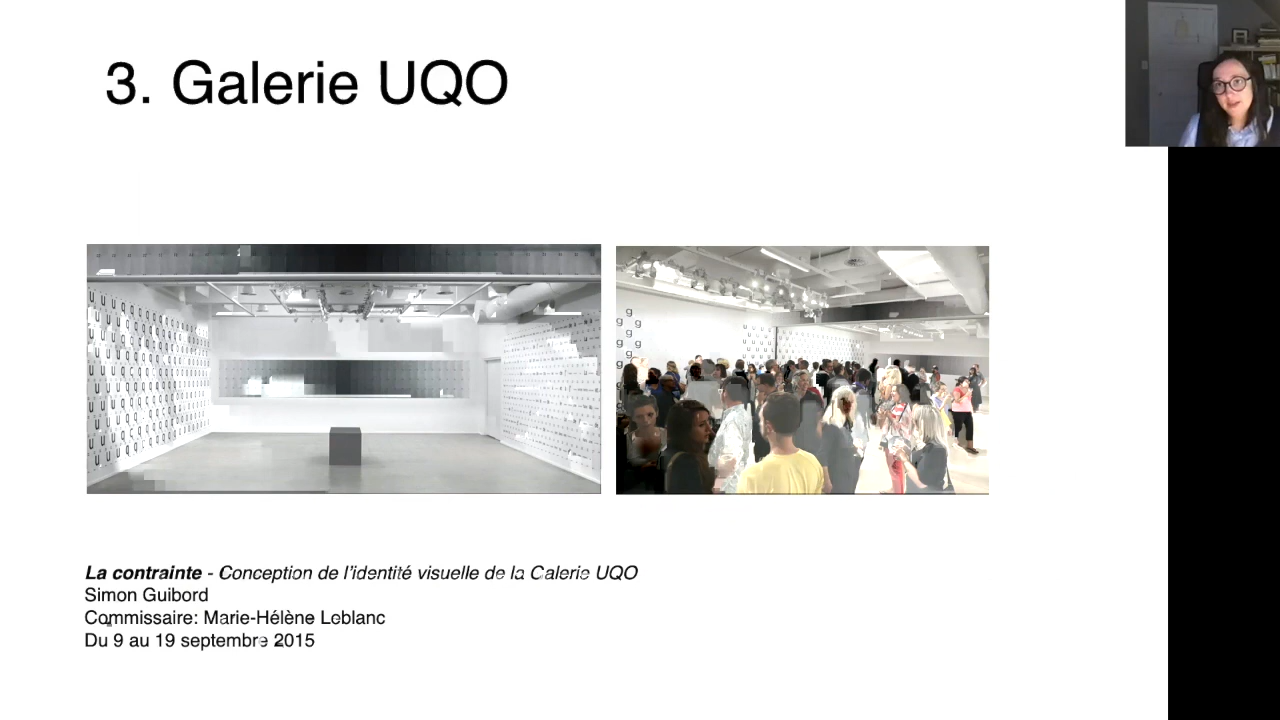 3. Galerie UQO
La contrainte - Conception de l'identité visuelle de la Galerie UQO
Simon Guibord
Commissaire: Marie-Hélène Leblanc
Du 9 au 19 septembre 2015